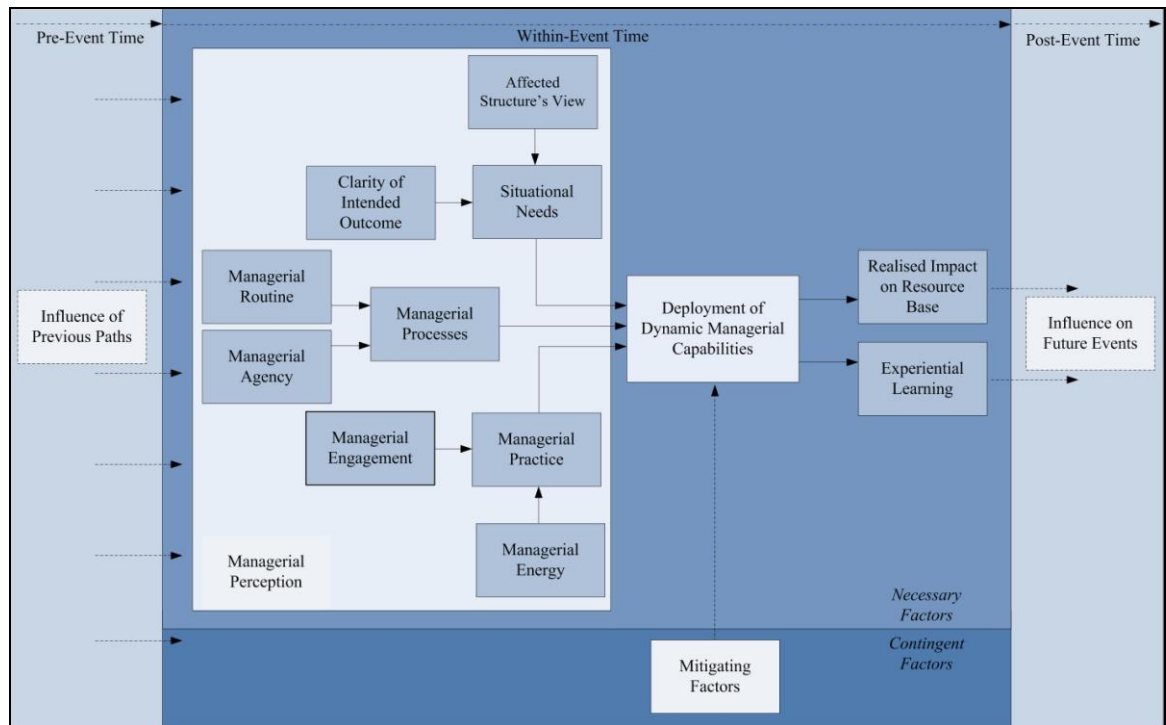 Pre-Event Time
Within-Event Time
Post-Event Time
Affected
Structure's View
Clarity of
Intended
Outcome
Situational
Needs
Managerial
Routine
Managerial
Processes
Managerial
Agency
Influence of
Previous Paths
Deployment of
Dynamic Managerial
Capabilities
Realised Impact
on Resource
Base
Experiential
Learning
Influence on
Future Events
Managerial
Engagement
Managerial
Practice
Managerial
Energy
Managerial
Perception
Necessary
Factors
Contingent
Factors
Mitigating
Factors